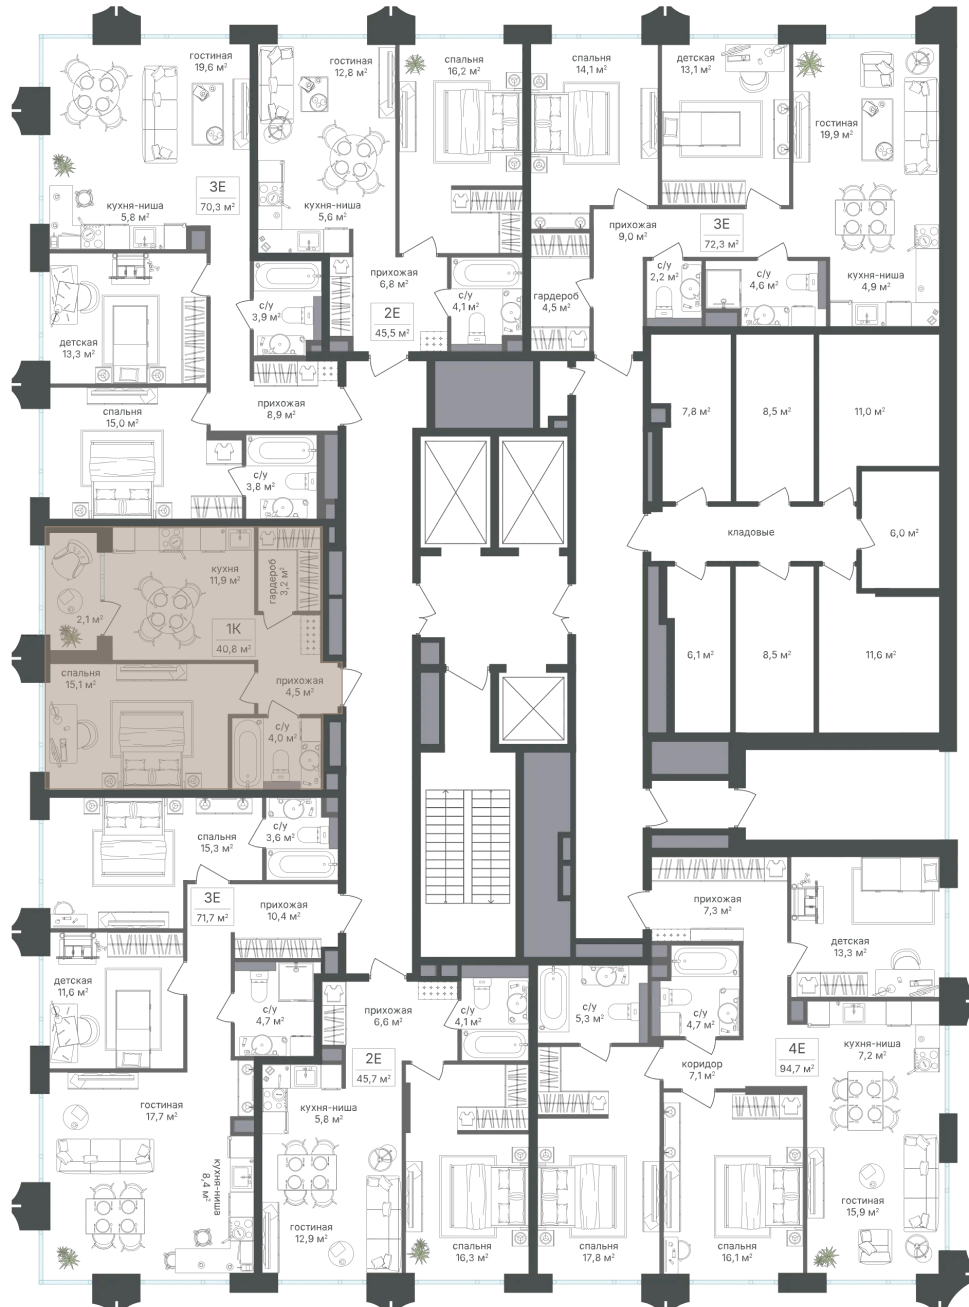 гостиная
19,6 м²
кухня-ниша
5,8 м²
3Е
70,3 м²
детская
13,3 м²
с/у
3,9 м²
прихожая
8,9 м²
спальня
15,0 м²
с/у
3,8 м²
гостиная
12,8 м²
кухня-ниша
5,6 м²
спальня
16,2 м²
прихожая
6,8 м²
2Е
45,5 м²
с/у
4,1 м²
спальня
14,1 м²
детская
13,1 м²
гостиная
19,9 м²
прихожая
9,0 м²
3Е
72,3 м²
с/у
2,2 м²
с/у
4,6 м²
гардероб
4,5 м²
кухня-ниша
4,9 м²
7,8 м²
8,5 м²
11,0 м²
кладовые
6,0 м²
6,1 м²
8,5 м²
11,6 м²
кухня
11,9 м²
гардероб
3,2 м²
2,1 м²
1К
40,8 м²
спальня
15,1 м²
прихожая
4,5 м²
с/у
4,0 м²
спальня
15,3 м²
с/у
3,6 м²
3Е
71,7 м²
прихожая
10,4 м²
детская
11,6 м²
с/у
4,7 м²
гостиная
17,7 м²
кухня-ниша
8,4 м²
прихожая
6,6 м²
с/у
4,1 м²
2Е
45,7 м²
кухня-ниша
5,8 м²
гостиная
12,9 м²
спальня
16,3 м²
прихожая
7,3 м²
детская
13,3 м²
с/у
5,3 м²
с/у
4,7 м²
коридор
7,1 м²
4Е
94,7 м²
кухня-ниша
7,2 м²
гостиная
15,9 м²
спальня
17,8 м²
спальня
16,1 м²